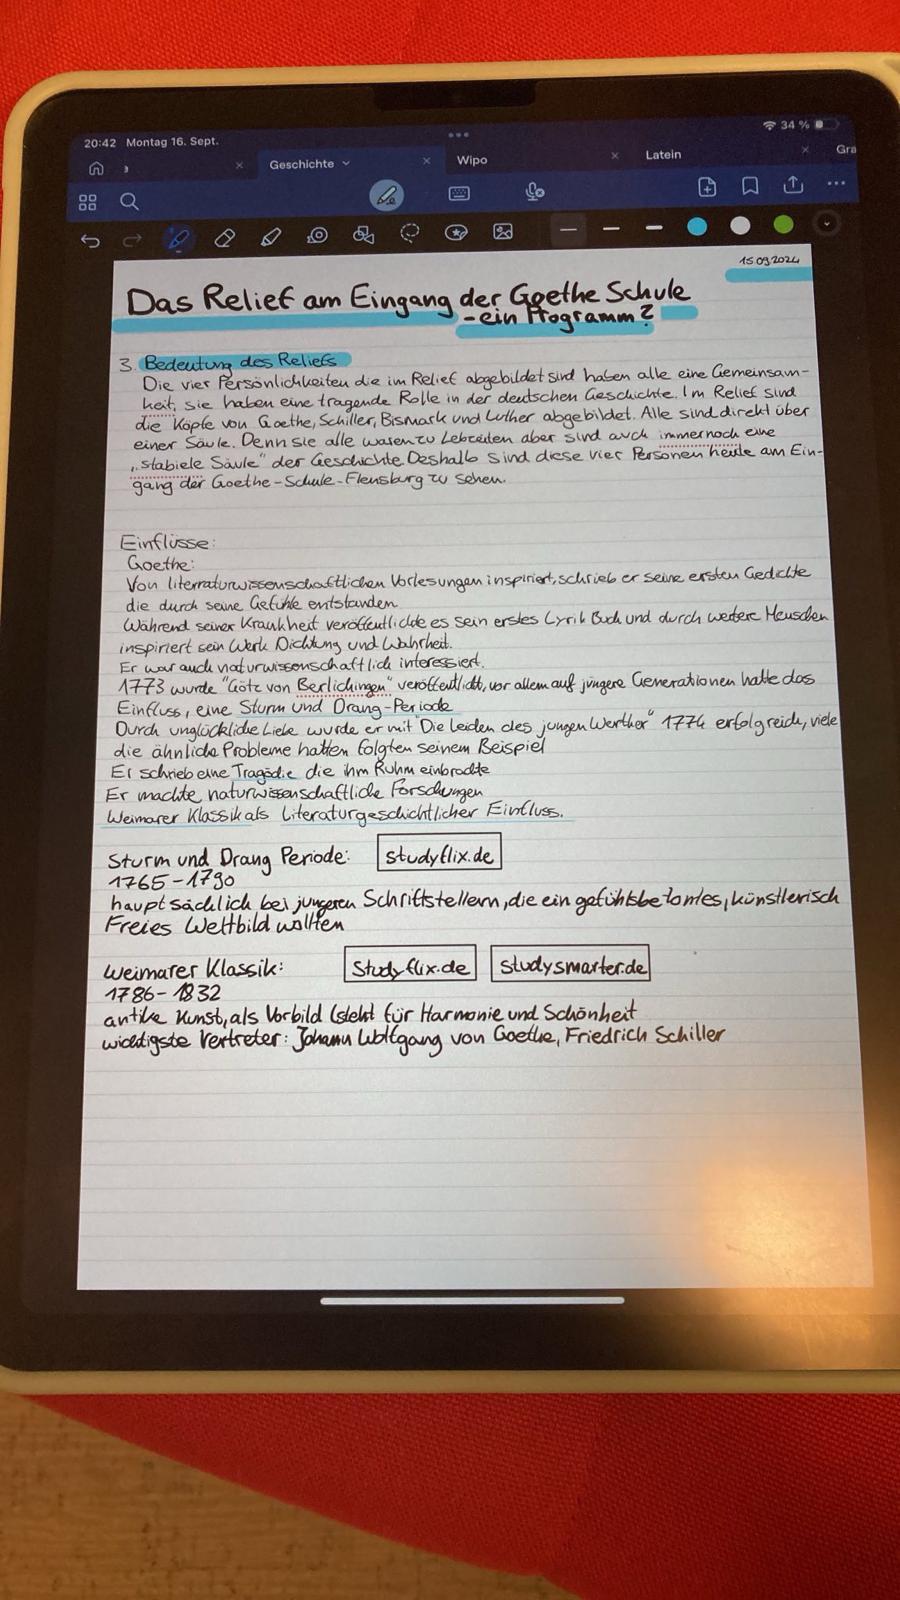 20:42 Montag 16. Sept.
34 %
Geschichte
Wipo
Latein
Gra
15.09.2024
Das Relief am Eingang der Goethe Schule
- ein Programm?
3. Bedeutung des Reliefs
Die vier Persönlichkeiten die im Relief abgebildet sind haben alle eine Gemeinsam-
keit, sie haben eine tragende Rolle in der deutschen Geschichte. Im Relief sind
die Köpfe von Goethe, Schiller, Bismark und Luther abgebildet. Alle sind direkt über
einer Säule. Denn sie alle waren zu Lebzeiten aber sind auch immernoch eine
„stabiele Säule" der Geschichte. Deshalb sind diese vier Personen heute am Ein-
gang der Goethe-Schule-Flensburg zu sehen.
Einflüsse:
Goethe:
Von literraturwissenschaftlichen Vorlesungen inspiriert, schrieb er seine ersten Gedichte
die durch seine Gefühle entstanden.
Während seiner Krankheit veröffentlichte es sein erstes Lyrik Buch und durch weitere Menschen
inspiriert sein Werk Dichtung und Wahrheit.
Er war auch naturwissenschaftlich interessiert.
1773 wurde "Götz von Berlichingen" veröffentlicht, vor allem auf jüngere Generationen hatte das
Einfluss, eine Sturm und Drang-Periode
Durch unglückliche Liebe wurde er mit "Die Leiden des jungen Werther" 1774 erfolgreich, viele
die ähnliche Probleme hatten folgten seinem Beispiel
Er schrieb eine Tragödie die ihm Ruhm einbrachte
Er machte naturwissenschaftliche Forschungen
Weimarer Klassik als Literaturgeschichtlicher Einfluss.
Sturm und Drang Periode: studyflix.de
1765-1790
hauptsächlich bei jungeren Schriftstellern, die ein gefühlsbetontes, künstlerisch
freies Weltbild wollten
Weimarer Klassik: Studyflix.de studysmarter.de
1786-1832
antike Kunst, als Vorbild (steht für Harmonie und Schönheit
wichtigste Vertreter: Johann Wolfgang von Goethe, Friedrich Schiller